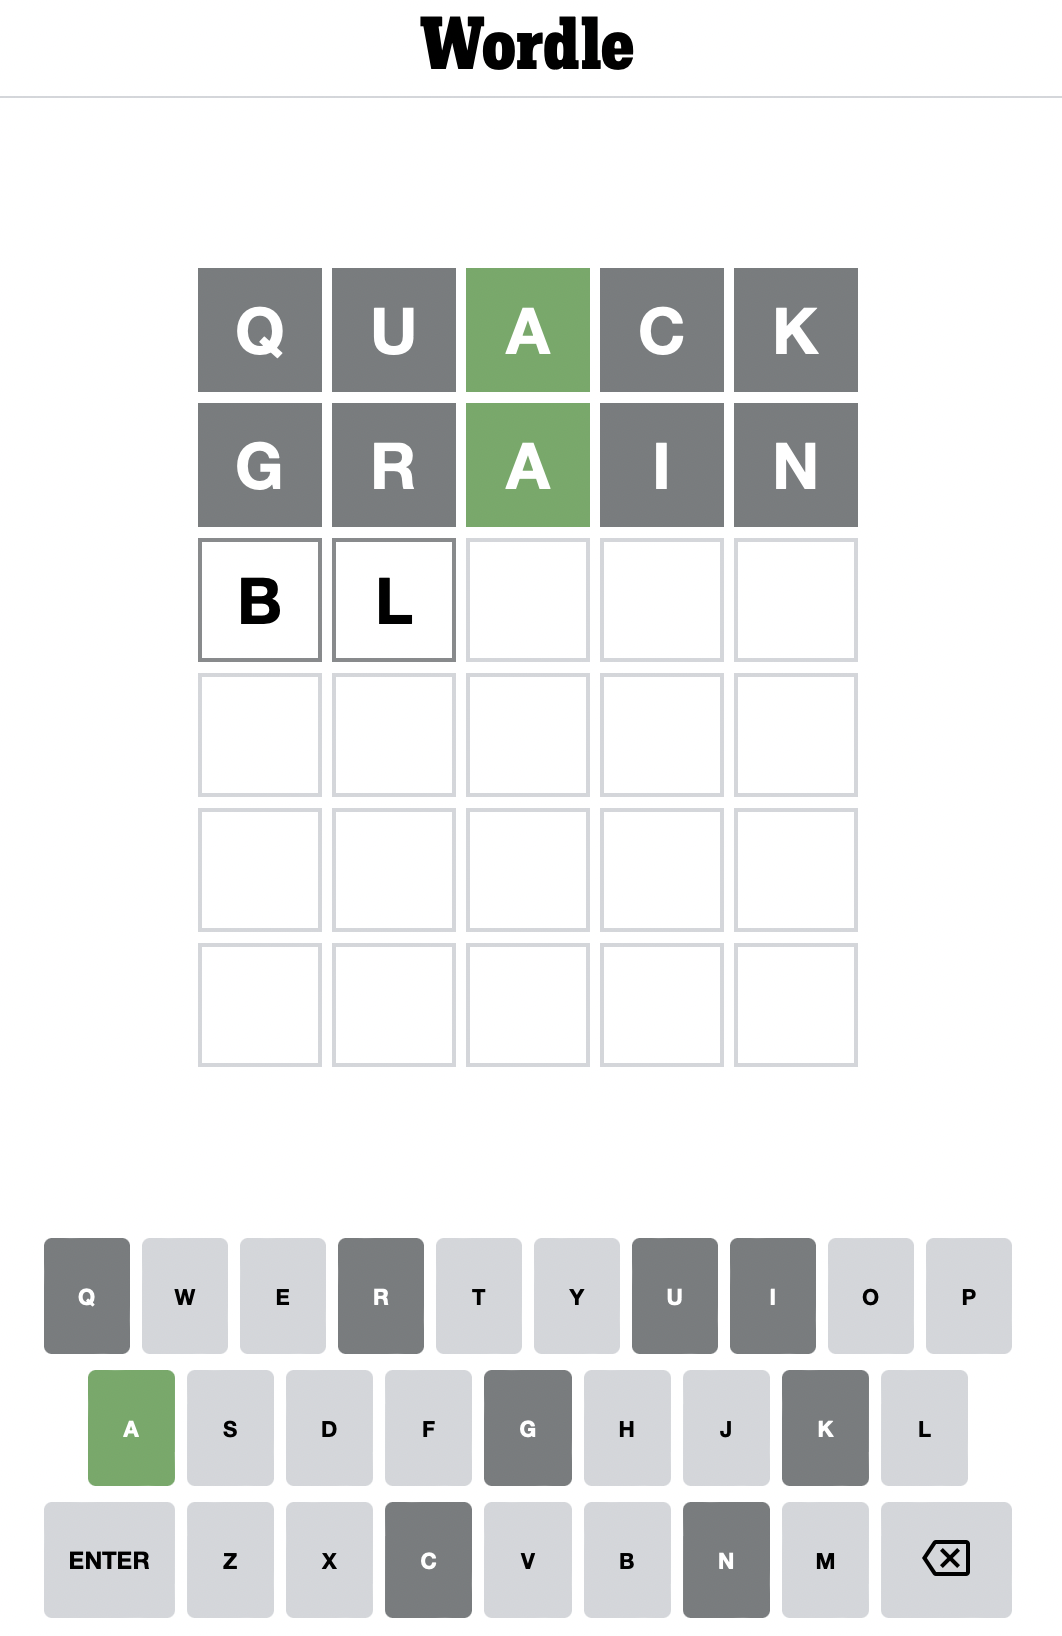 Wordle
Q U A C K
G R A I N
B L
Q W E R T Y U I O P
A S D F G H J K L
ENTER Z X C V B N M